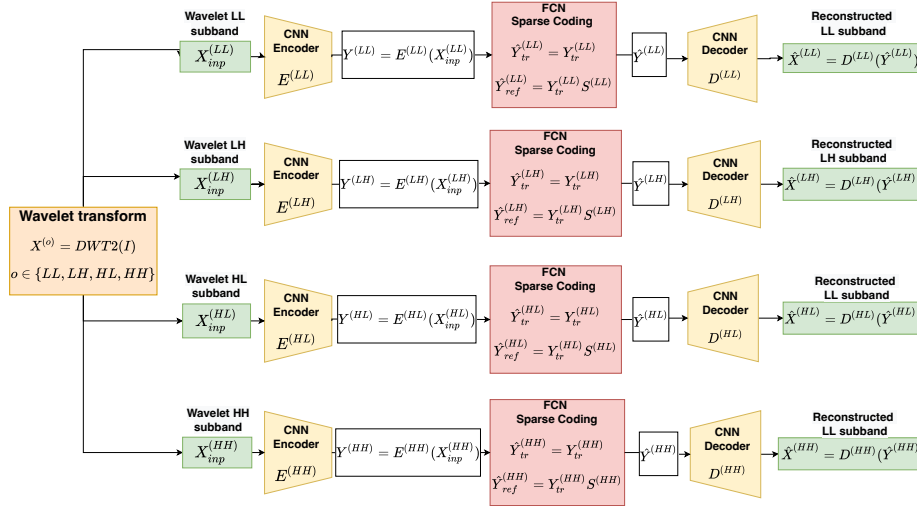 Wavelet LL
subband
X_{inp}^{(LL)}
CNN
Encoder
E^{(LL)}
Y^{(LL)} = E^{(LL)}(X_{inp}^{(LL)})
FCN
Sparse Coding
Ŷ_{tr}^{(LL)} = Y_{tr}^{(LL)}
Ŷ_{ref}^{(LL)} = Y_{tr}^{(LL)} S^{(LL)}
Ŷ^{(LL)}
CNN
Decoder
D^{(LL)}
Reconstructed
LL subband
X̂^{(LL)} = D^{(LL)}(Ŷ^{(LL)})
Wavelet LH
subband
X_{inp}^{(LH)}
CNN
Encoder
E^{(LH)}
Y^{(LH)} = E^{(LH)}(X_{inp}^{(LH)})
FCN
Sparse Coding
Ŷ_{tr}^{(LH)} = Y_{tr}^{(LH)}
Ŷ_{ref}^{(LH)} = Y_{tr}^{(LH)} S^{(LH)}
Ŷ^{(LH)}
CNN
Decoder
D^{(LH)}
Reconstructed
LH subband
X̂^{(LH)} = D^{(LH)}(Ŷ^{(LH)}
Wavelet transform
X^{(o)} = DWT2(I)
o ∈ {LL, LH, HL, HH}
Wavelet HL
subband
X_{inp}^{(HL)}
CNN
Encoder
E^{(HL)}
Y^{(HL)} = E^{(HL)}(X_{inp}^{(HL)})
FCN
Sparse Coding
Ŷ_{tr}^{(HL)} = Y_{tr}^{(HL)}
Ŷ_{ref}^{(HL)} = Y_{tr}^{(HL)} S^{(HL)}
Ŷ^{(HL)}
CNN
Decoder
D^{(HL)}
Reconstructed
LL subband
X̂^{(HL)} = D^{(HL)}(Ŷ^{(HL)}
Wavelet HH
subband
X_{inp}^{(HH)}
CNN
Encoder
E^{(HH)}
Y^{(HH)} = E^{(HH)}(X_{inp}^{(HH)})
FCN
Sparse Coding
Ŷ_{tr}^{(HH)} = Y_{tr}^{(HH)}
Ŷ_{ref}^{(HH)} = Y_{tr}^{(HH)} S^{(HH)}
Ŷ^{(HH)}
CNN
Decoder
D^{(HH)}
Reconstructed
LL subband
X̂^{(HH)} = D^{(HH)}(Ŷ^{(HH)}